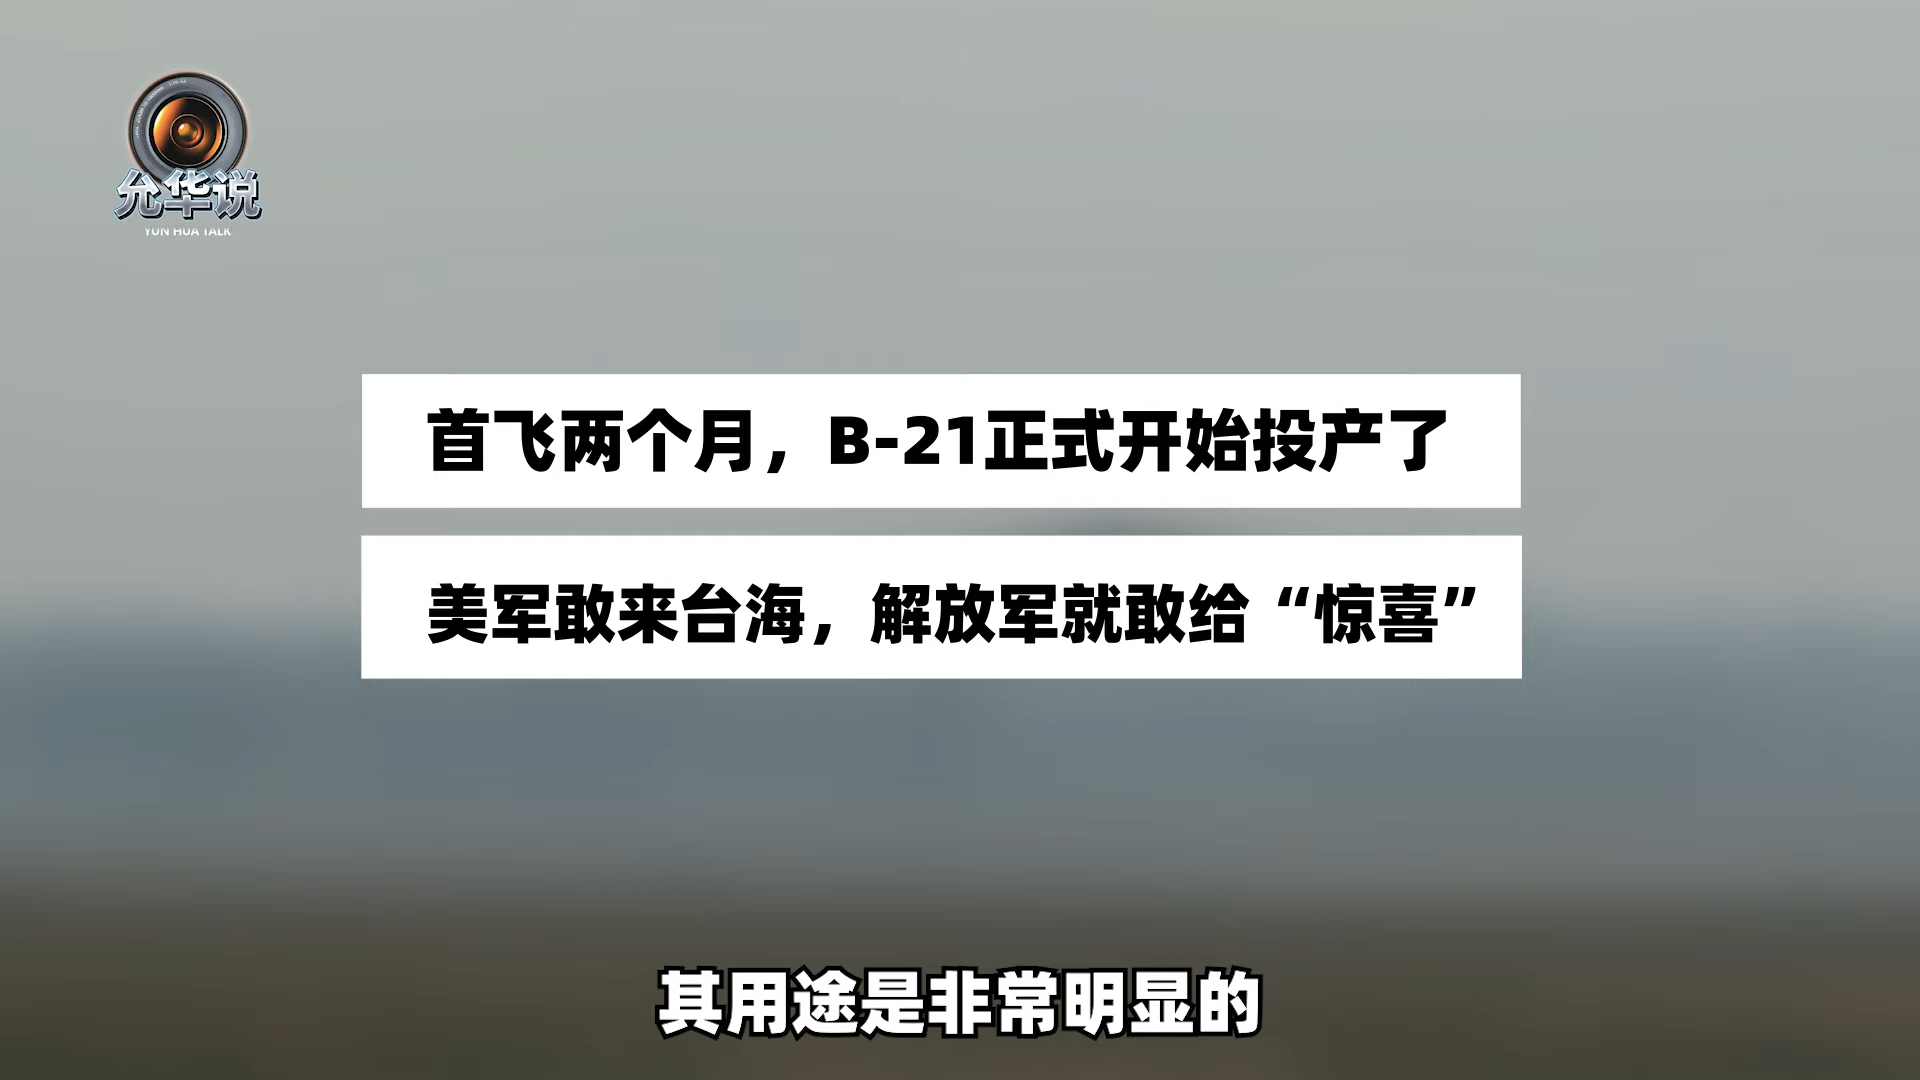 允华说
YUN HUA TALK
首飞两个月，B-21正式开始投产了
美军敢来台海，解放军就敢给“惊喜”
其用途是非常明显的